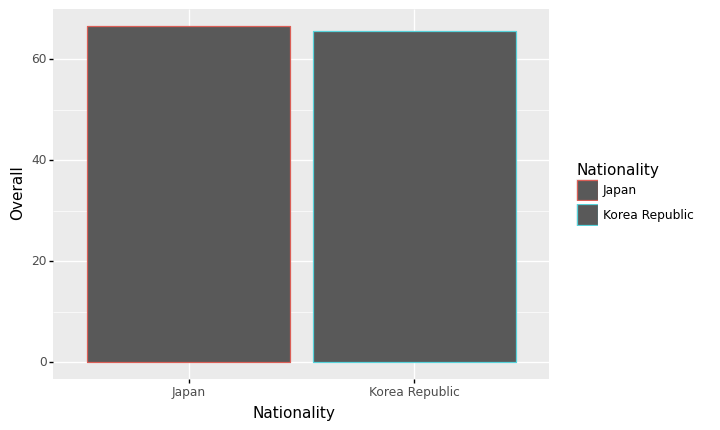 60
40
20
0
Overall
Japan
Korea Republic
Nationality
Nationality
Japan
Korea Republic